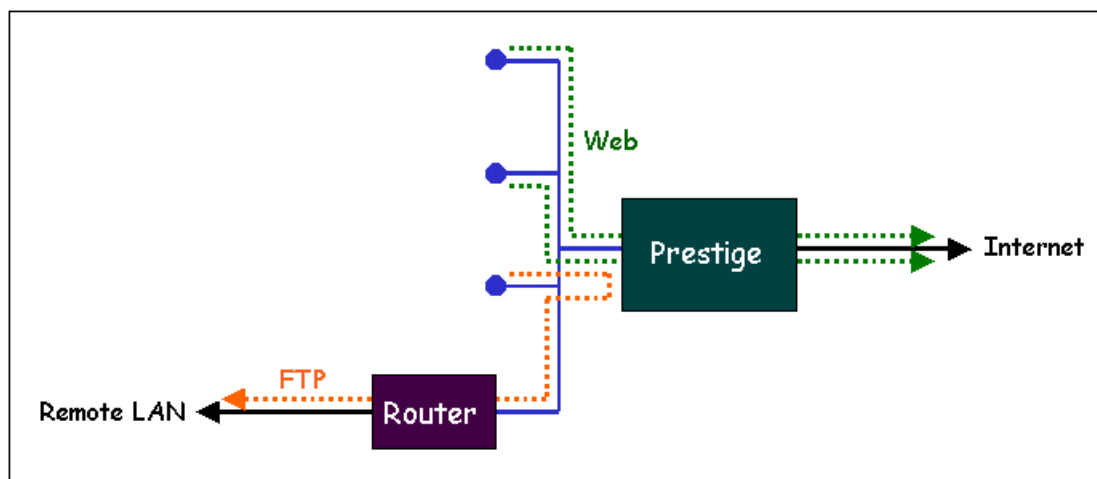 Web
Prestige
Internet
FTP
Remote LAN
Router